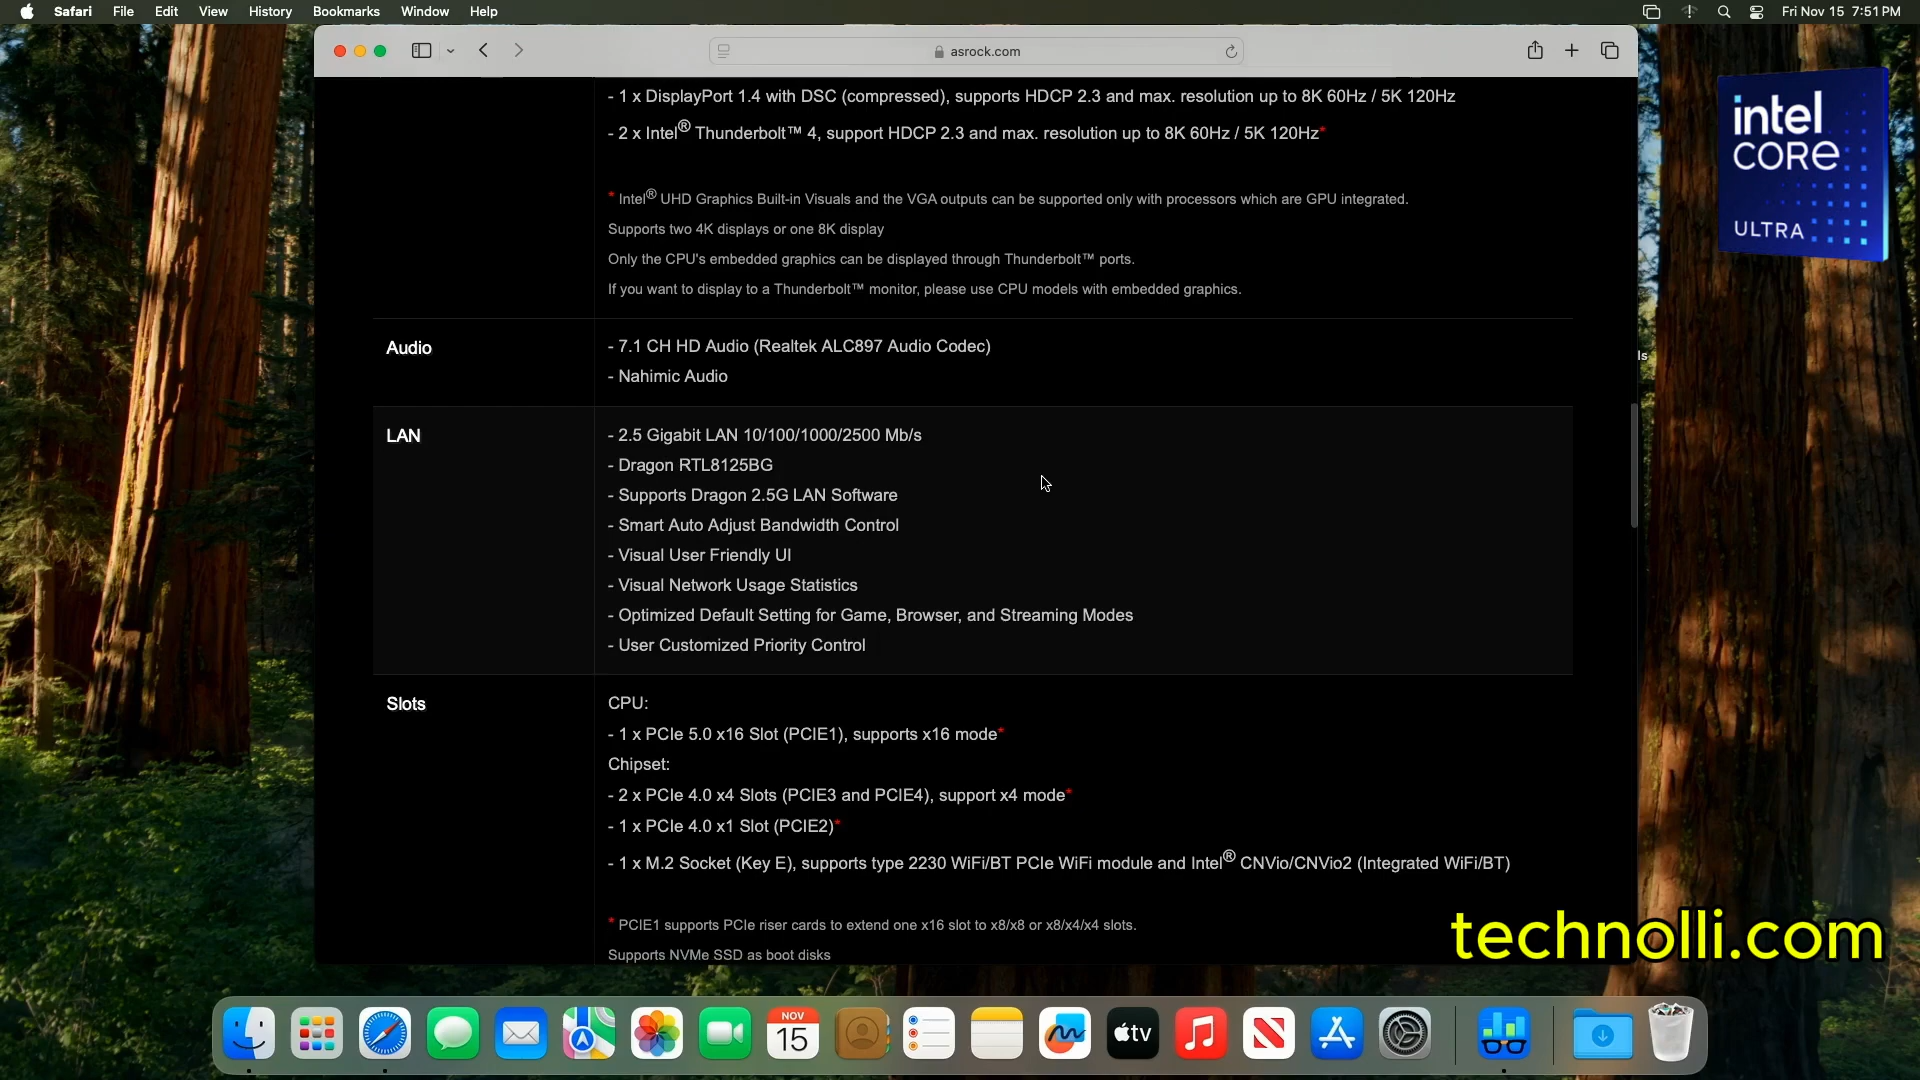 Safari File Edit View History Bookmarks Window Help
Fri Nov 15 7:51 PM
asrock.com
- 1 x DisplayPort 1.4 with DSC (compressed), supports HDCP 2.3 and max. resolution up to 8K 60Hz / 5K 120Hz
- 2 x Intel® Thunderbolt™ 4, support HDCP 2.3 and max. resolution up to 8K 60Hz / 5K 120Hz*
* Intel® UHD Graphics Built-in Visuals and the VGA outputs can be supported only with processors which are GPU integrated.
Supports two 4K displays or one 8K display
Only the CPU's embedded graphics can be displayed through Thunderbolt™ ports.
If you want to display to a Thunderbolt™ monitor, please use CPU models with embedded graphics.
Audio
- 7.1 CH HD Audio (Realtek ALC897 Audio Codec)
- Nahimic Audio
LAN
- 2.5 Gigabit LAN 10/100/1000/2500 Mb/s
- Dragon RTL8125BG
- Supports Dragon 2.5G LAN Software
- Smart Auto Adjust Bandwidth Control
- Visual User Friendly UI
- Visual Network Usage Statistics
- Optimized Default Setting for Game, Browser, and Streaming Modes
- User Customized Priority Control
Slots
CPU:
- 1 x PCIe 5.0 x16 Slot (PCIE1), supports x16 mode*
Chipset:
- 2 x PCIe 4.0 x4 Slots (PCIE3 and PCIE4), support x4 mode*
- 1 x PCIe 4.0 x1 Slot (PCIE2)*
- 1 x M.2 Socket (Key E), supports type 2230 WiFi/BT PCIe WiFi module and Intel® CNVio/CNVio2 (Integrated WiFi/BT)
* PCIE1 supports PCIe riser cards to extend one x16 slot to x8/x8 or x8/x4/x4 slots.
Supports NVMe SSD as boot disks
intel
CORE
ULTRA
ls
technolli.com
NOV
15
tv